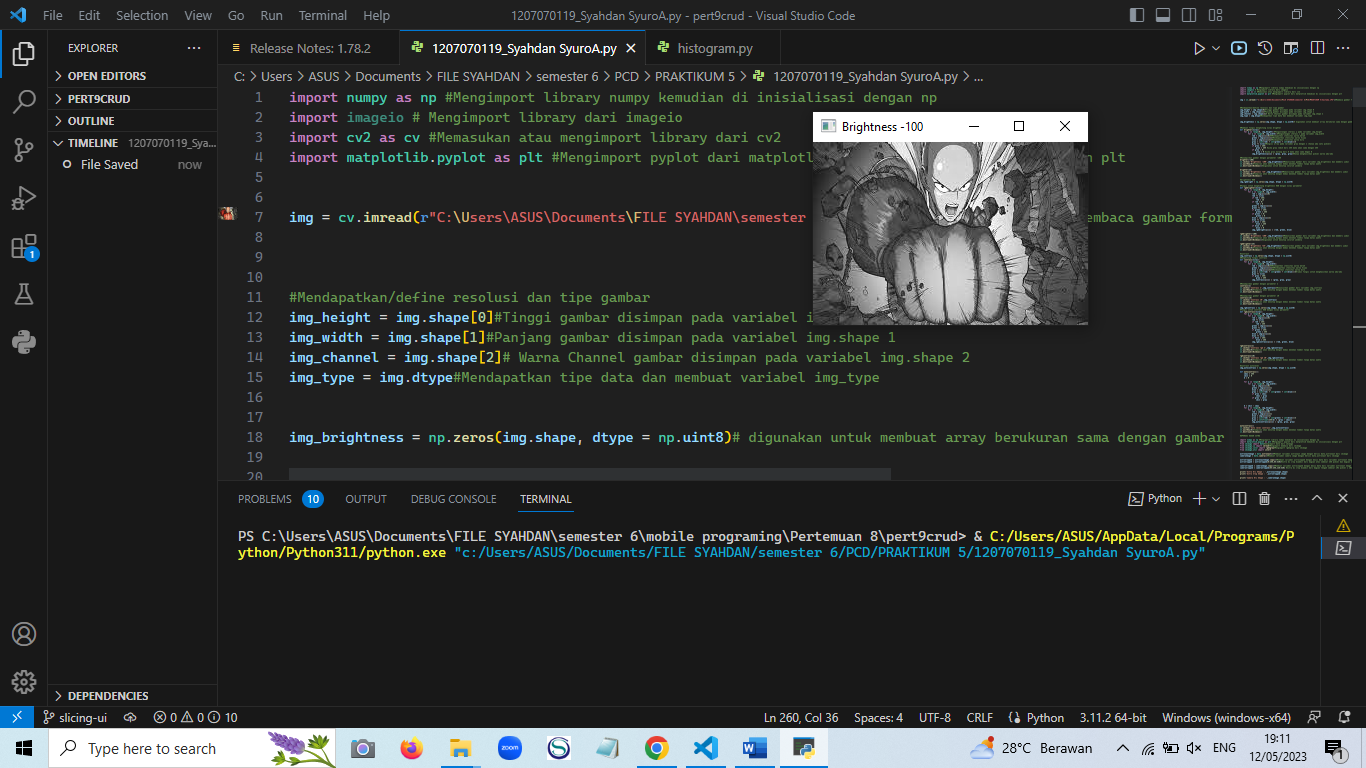 File Edit Selection View Go Run Terminal Help
1207070119_Syahdan SyuroA.py - pert9crud - Visual Studio Code
EXPLORER
OPEN EDITORS
PERT9CRUD
OUTLINE
TIMELINE 1207070119_Sya...
File Saved now
DEPENDENCIES
1
Release Notes: 1.78.2
1207070119_Syahdan SyuroA.py
histogram.py
C: > Users > ASUS > Documents > FILE SYAHDAN > semester 6 > PCD > PRAKTIKUM 5 > 1207070119_Syahdan SyuroA.py > ...
1 import numpy as np #Mengimport library numpy kemudian di inisialisasi dengan np
2 import imageio # Mengimport library dari imageio
3 import cv2 as cv #Memasukan atau mengimport library dari cv2
4 import matplotlib.pyplot as plt #Mengimport pyplot dari matplotl n plt
5
6
7 img = cv.imread(r"C:\Users\ASUS\Documents\FILE SYAHDAN\semester embaca gambar form
8
9
10
11 #Mendapatkan/define resolusi dan tipe gambar
12 img_height = img.shape[0]#Tinggi gambar disimpan pada variabel i
13 img_width = img.shape[1]#Panjang gambar disimpan pada variabel img.shape 1
14 img_channel = img.shape[2]# Warna Channel gambar disimpan pada variabel img.shape 2
15 img_type = img.dtype#Mendapatkan tipe data dan membuat variabel img_type
16
17
18 img_brightness = np.zeros(img.shape, dtype = np.uint8)# digunakan untuk membuat array berukuran sama dengan gambar
19
20
Brightness -100
PROBLEMS 10 OUTPUT DEBUG CONSOLE TERMINAL
Python
PS C:\Users\ASUS\Documents\FILE SYAHDAN\semester 6\mobile programing\Pertemuan 8\pert9crud> & C:/Users/ASUS/AppData/Local/Programs/P
ython/Python311/python.exe "c:/Users/ASUS/Documents/FILE SYAHDAN/semester 6/PCD/PRAKTIKUM 5/1207070119_Syahdan SyuroA.py"
slicing-ui 0 0 10 Ln 260, Col 36 Spaces: 4 UTF-8 CRLF Python 3.11.2 64-bit Windows (windows-x64)
Type here to search
zoom
28°C Berawan
ENG
19:11
12/05/2023
1